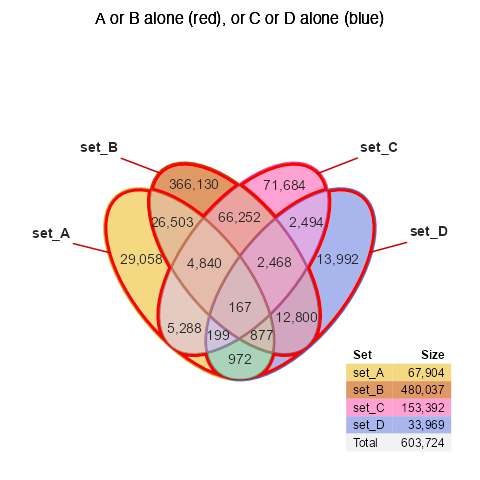 A or B alone (red), or C or D alone (blue)
set_B
set_C
set_A
set_D
366,130
71,684
26,503
66,252
2,494
29,058
4,840
2,468
13,992
167
5,288
199
877
12,800
972
Set Size
set_A 67,904
set_B 480,037
set_C 153,392
set_D 33,969
Total 603,724